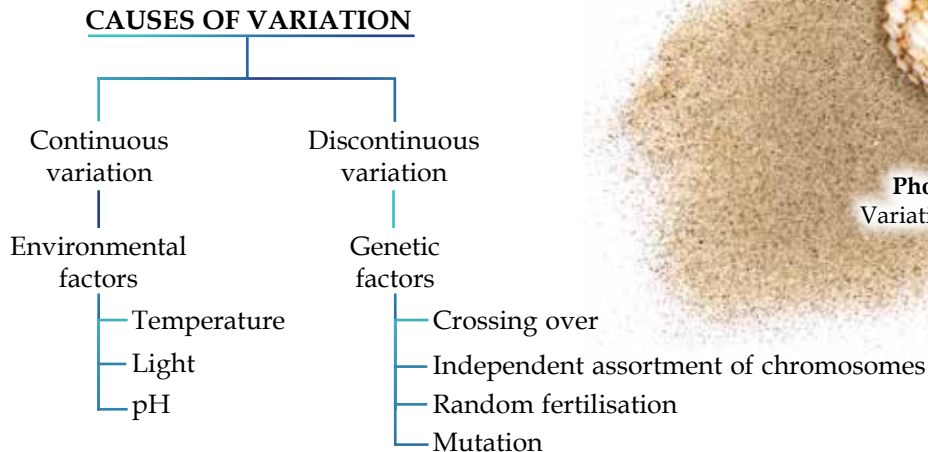 CAUSES OF VARIATION
Continuous
variation
Discontinuous
variation
Environmental
factors
Genetic
factors
Temperature
Light
pH
Crossing over
Independent assortment of chromosomes
Random fertilisation
Mutation